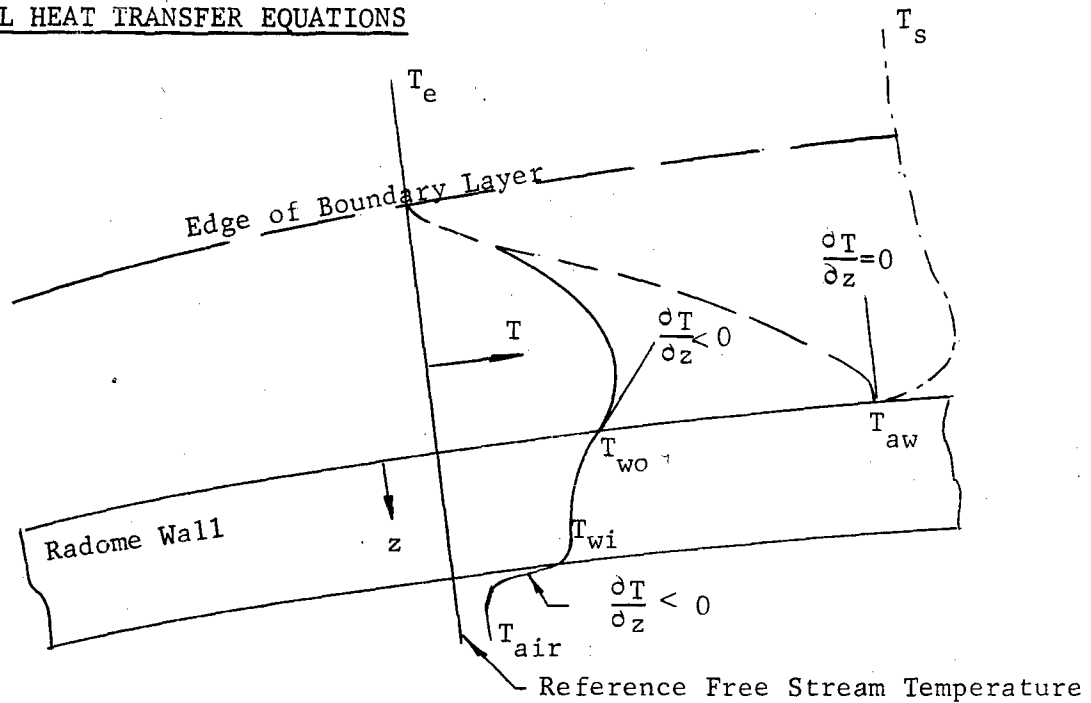 L HEAT TRANSFER EQUATIONS
T_s
T_e
Edge of Boundary Layer
∂T/∂z=0
T
∂T/∂z< 0
T_aw
T_wo
Radome Wall
z
T_wi
∂T/∂z < 0
T_air
Reference Free Stream Temperature